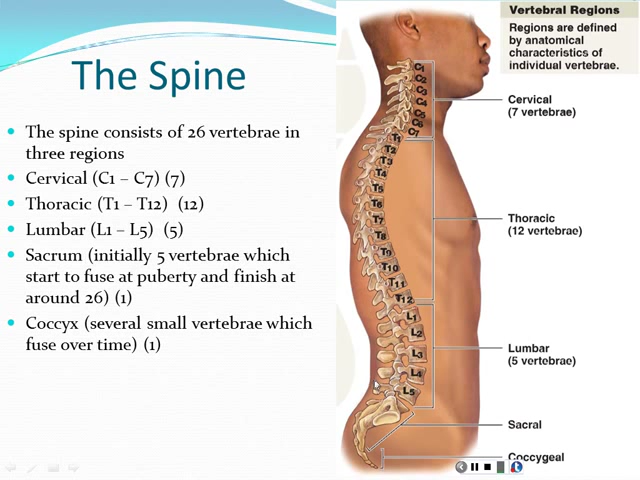 The Spine
The spine consists of 26 vertebrae in
three regions
Cervical (C1 – C7) (7)
Thoracic (T1 – T12) (12)
Lumbar (L1 – L5) (5)
Sacrum (initially 5 vertebrae which
start to fuse at puberty and finish at
around 26) (1)
Coccyx (several small vertebrae which
fuse over time) (1)
Vertebral Regions
Regions are defined
by anatomical
characteristics of
individual vertebrae.
C1
C2
C3
C4
C5
C6
C7
T1
T2
T3
T4
T5
T6
T7
T8
T9
T10
T11
T12
L1
L2
L3
L4
L5
Cervical
(7 vertebrae)
Thoracic
(12 vertebrae)
Lumbar
(5 vertebrae)
Sacral
Coccygeal